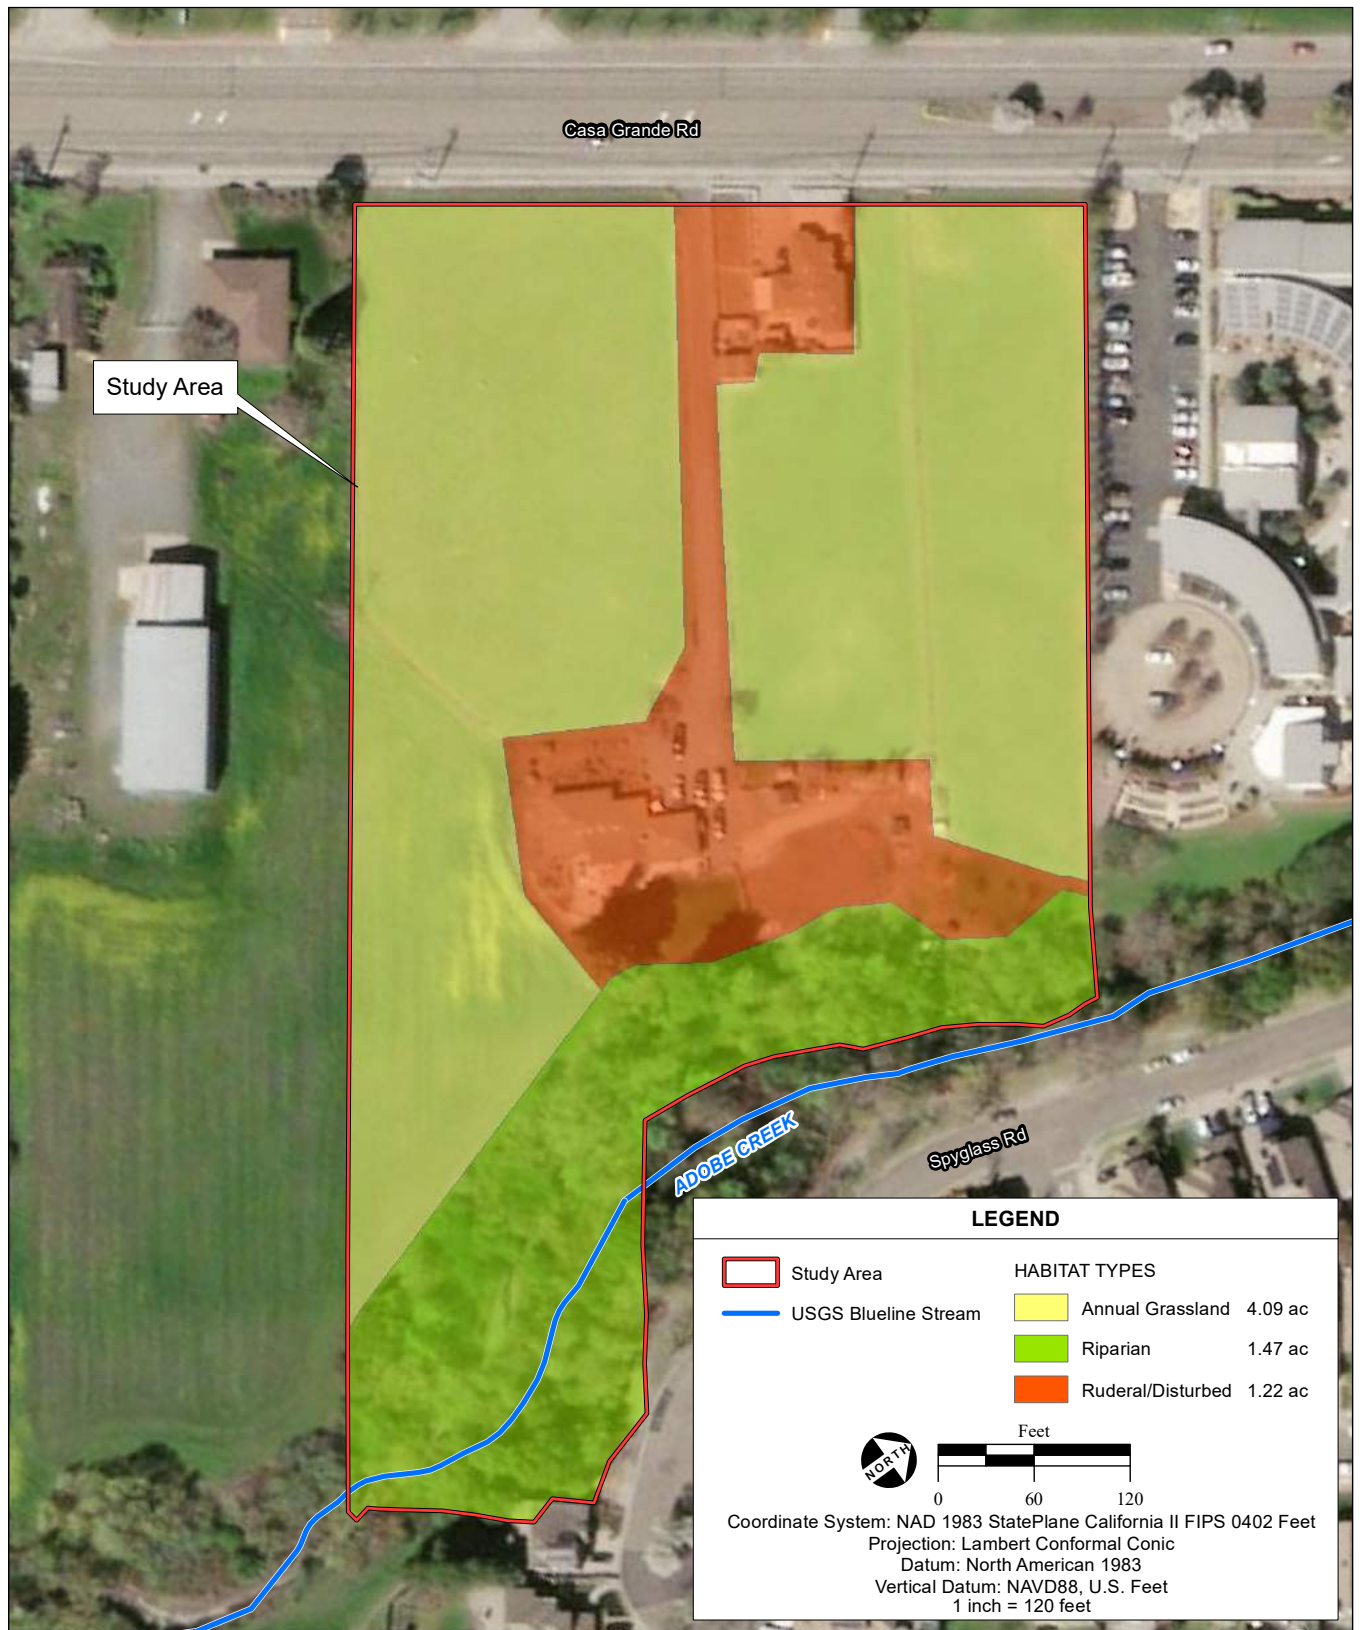 Casa Grande Rd
Study Area
ADOBE CREEK
Spyglass Rd
LEGEND
Study Area
USGS Blueline Stream
HABITAT TYPES
Annual Grassland 4.09 ac
Riparian 1.47 ac
Ruderal/Disturbed 1.22 ac
NORTH
Feet
0 60 120
Coordinate System: NAD 1983 StatePlane California II FIPS 0402 Feet
Projection: Lambert Conformal Conic
Datum: North American 1983
Vertical Datum: NAVD88, U.S. Feet
1 inch = 120 feet